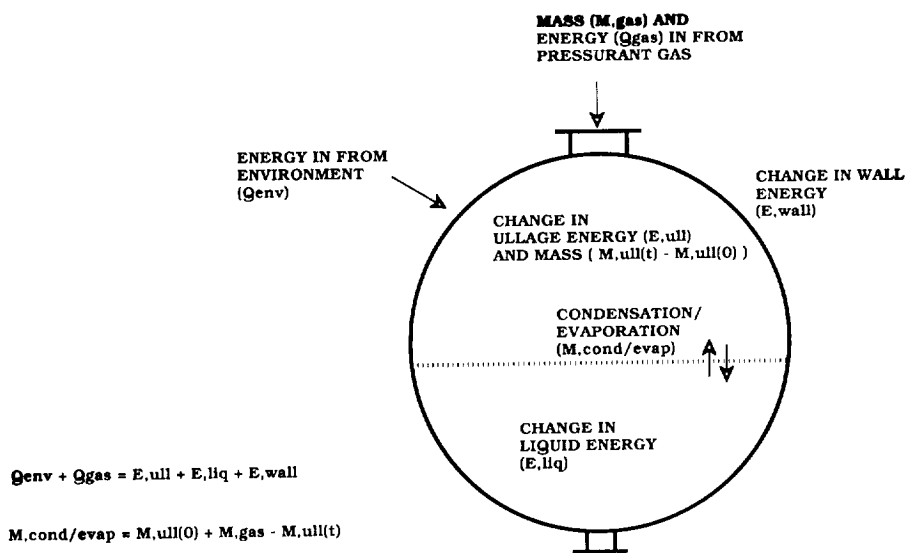 MASS (M,gas) AND
ENERGY (Qgas) IN FROM
PRESSURANT GAS
ENERGY IN FROM
ENVIRONMENT
(Qenv)
CHANGE IN WALL
ENERGY
(E,wall)
CHANGE IN
ULLAGE ENERGY (E,ull)
AND MASS ( M,ull(t) - M,ull(0) )
CONDENSATION/
EVAPORATION
(M,cond/evap)
CHANGE IN
LIQUID ENERGY
(E,liq)
Qenv + Qgas = E,ull + E,liq + E,wall
M,cond/evap = M,ull(0) + M,gas - M,ull(t)